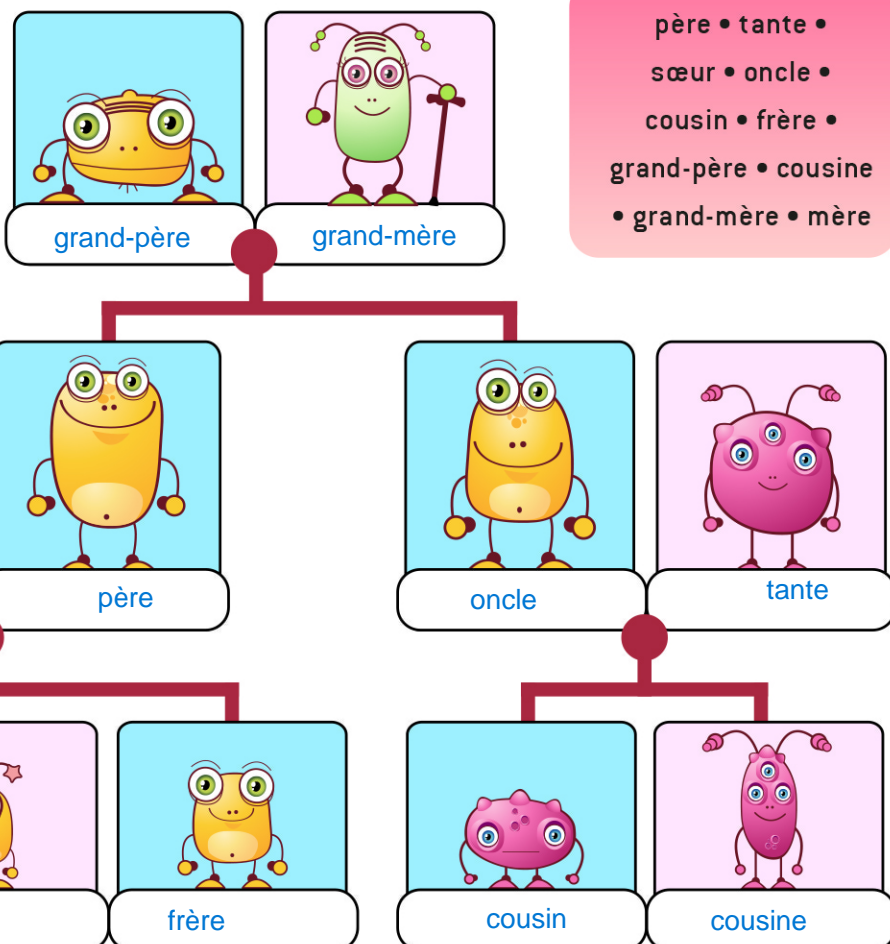 père • tante •
sœur • oncle •
cousin • frère •
grand-père • cousine
• grand-mère • mère
grand-père
grand-mère
père
oncle
tante
frère
cousin
cousine